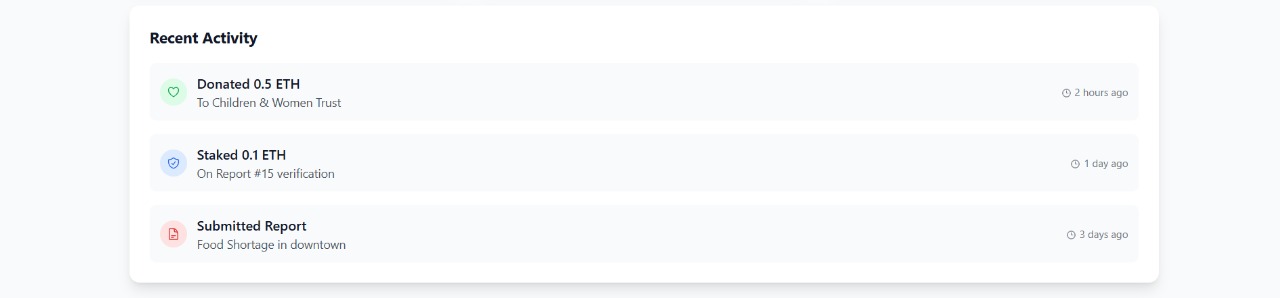 Recent Activity
Donated 0.5 ETH
To Children & Women Trust
2 hours ago
Staked 0.1 ETH
On Report #15 verification
1 day ago
Submitted Report
Food Shortage in downtown
3 days ago